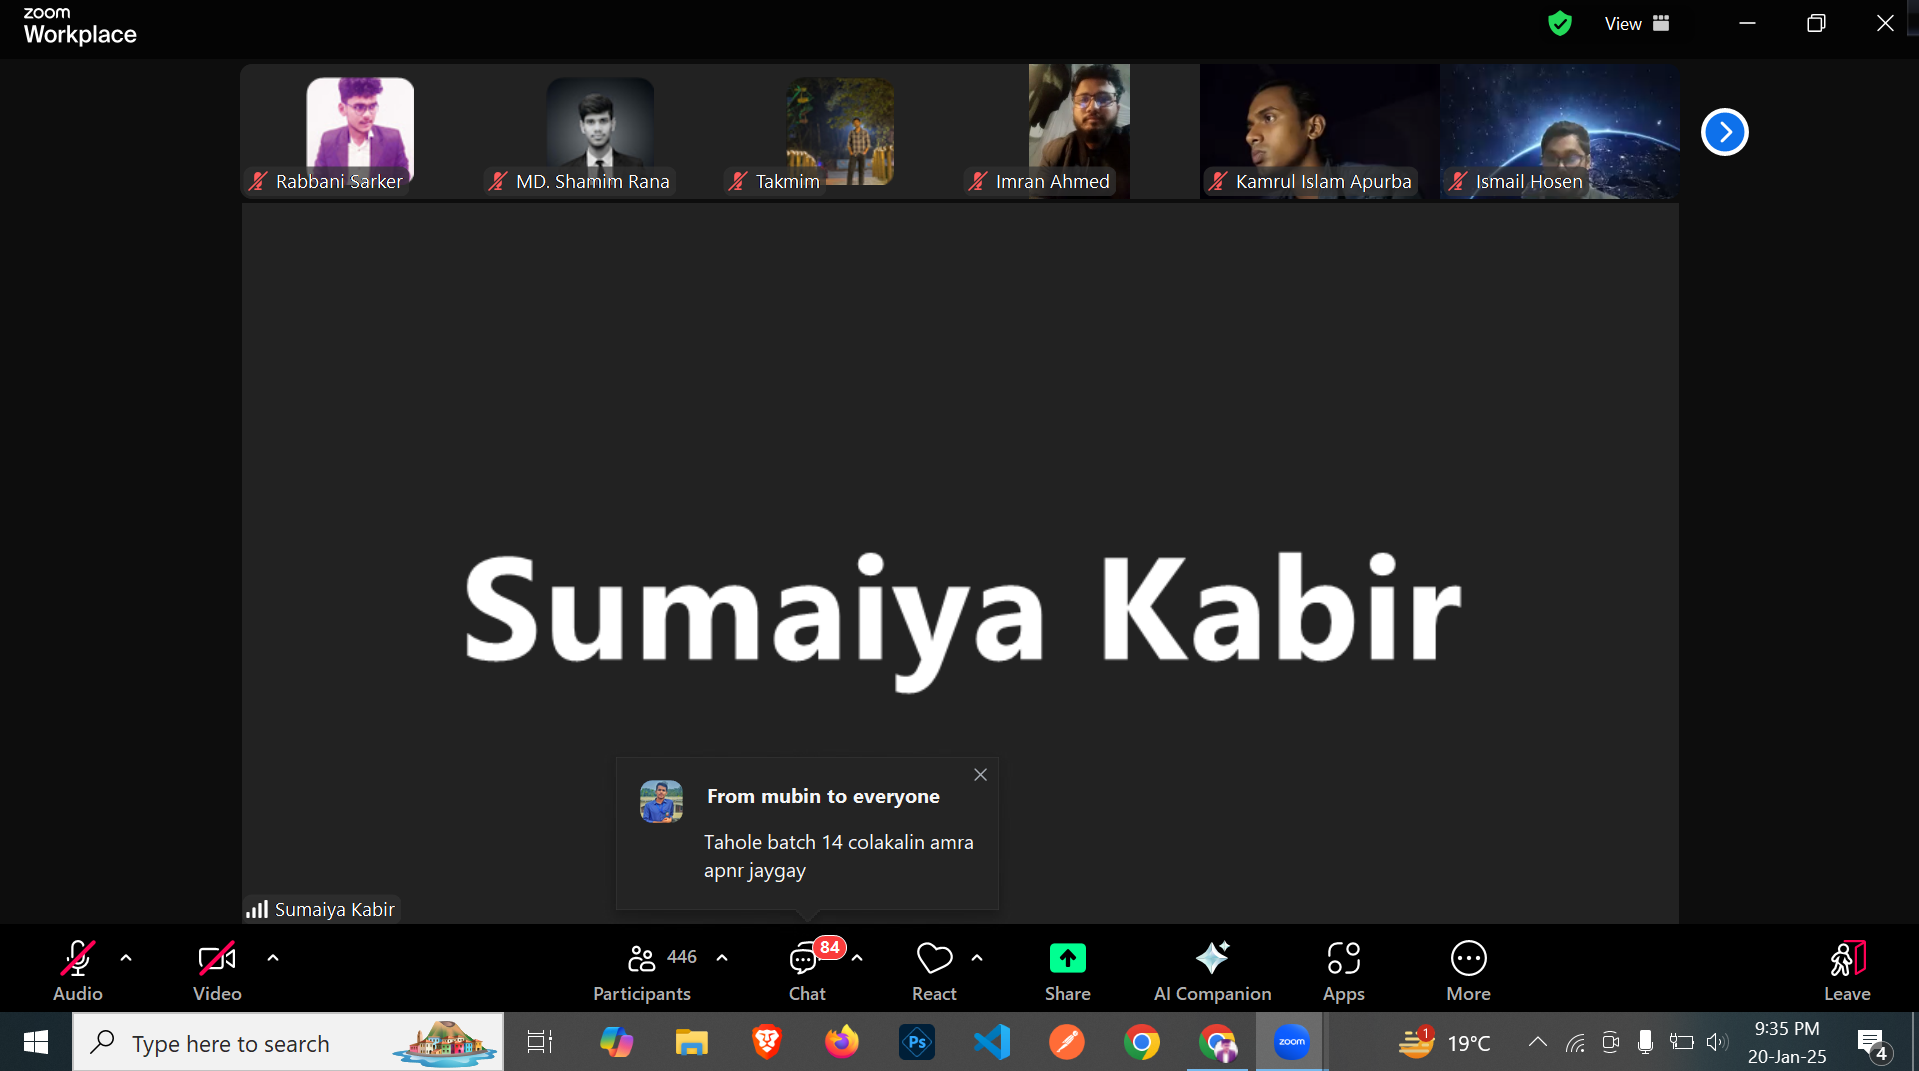 zoom
Workplace
View
Rabbani Sarker
MD. Shamim Rana
Takmim
Imran Ahmed
Kamrul Islam Apurba
Ismail Hosen
Sumaiya Kabir
From mubin to everyone
Tahole batch 14 colakalin amra
apnr jaygay
Sumaiya Kabir
Audio
Video
446
Participants
84
Chat
React
Share
AI Companion
Apps
More
Leave
Type here to search
Ps
zoom
1
19°C
9:35 PM
20-Jan-25
4